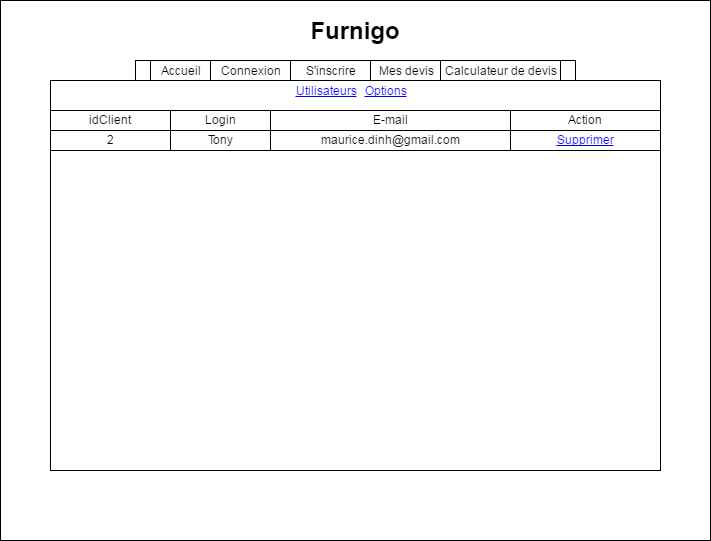 Furnigo
Accueil Connexion S'inscrire Mes devis Calculateur de devis
Utilisateurs Options
idClient Login E-mail Action
2 Tony maurice.dinh@gmail.com Supprimer